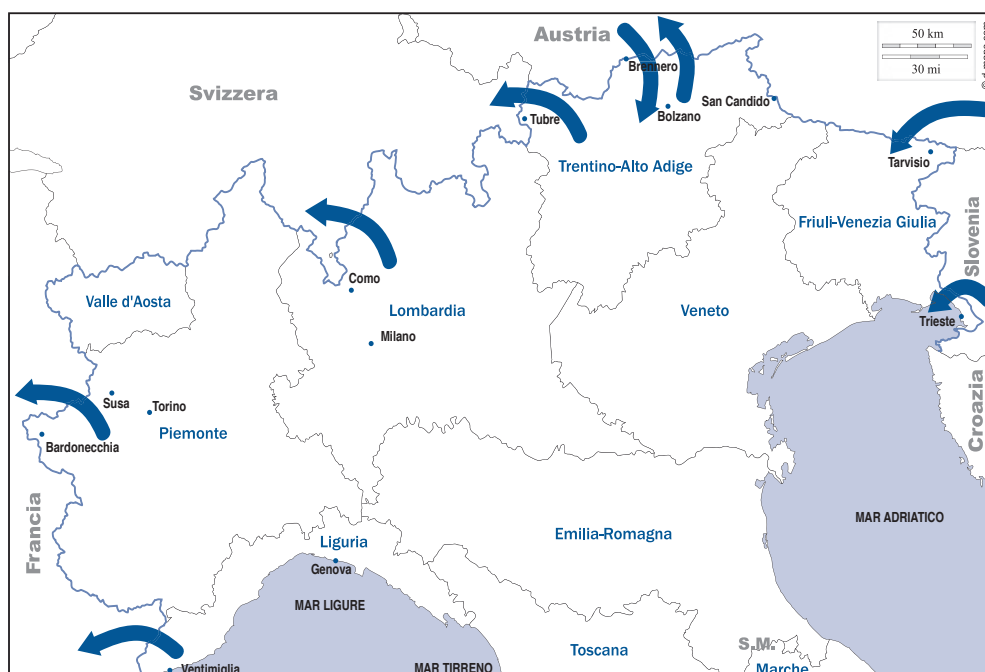 Austria
50 km
30 mi
Brennero
Svizzera
San Candido
Bolzano
Tubre
Tarvisio
Trentino-Alto Adige
Friuli-Venezia Giulia
Slovenia
Como
Valle d'Aosta
Lombardia
Veneto
Trieste
Milano
Susa
Torino
Piemonte
Bardonecchia
Croazia
Francia
MAR ADRIATICO
Emilia-Romagna
Liguria
Genova
MAR LIGURE
S.M.
Toscana
Ventimiglia
MAR TIRRENO
Marche